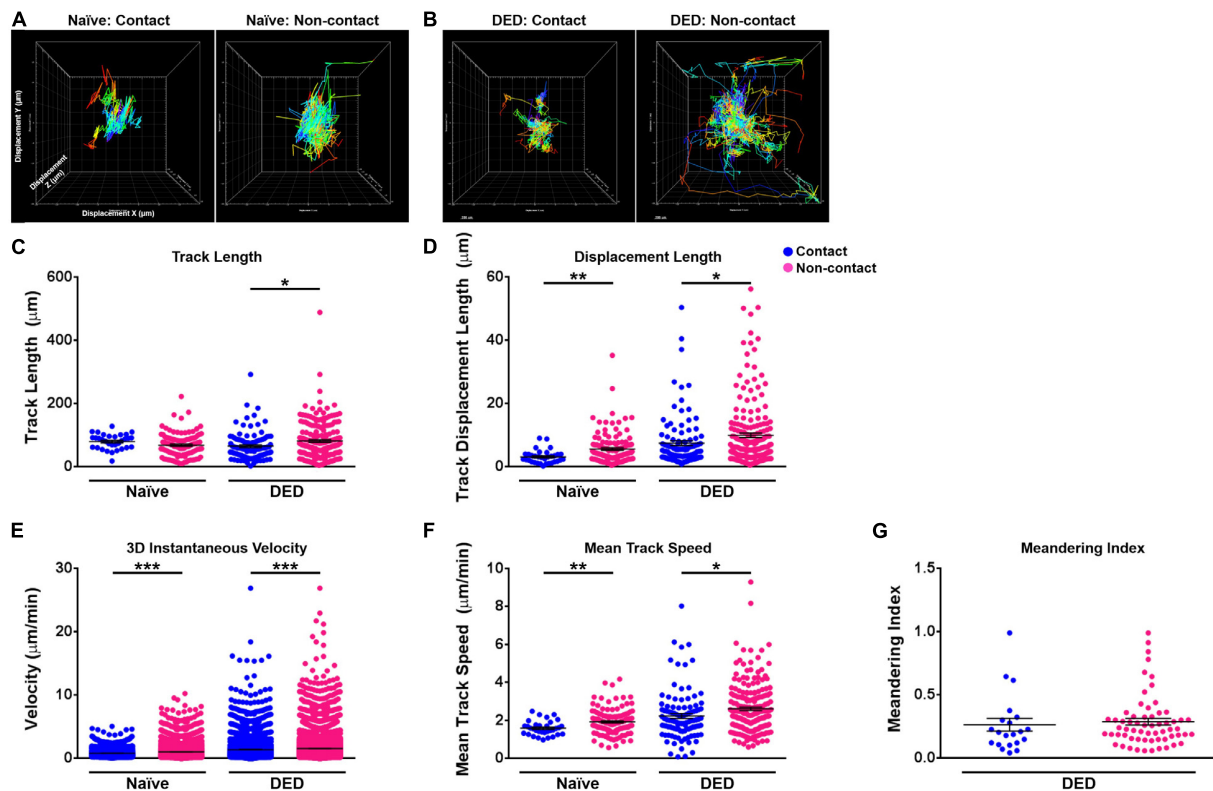 A
Naïve: Contact
Naïve: Non-contact
B
DED: Contact
DED: Non-contact
Displacement Y (µm)
Displacement
Z (µm)
Displacement X (µm)
C
Track Length
Track Length (µm)
600
400
200
0
*
Naïve
DED
D
Displacement Length
Track Displacement Length (µm)
60
40
20
0
**
*
Naïve
DED
Contact
Non-contact
E
3D Instantaneous Velocity
Velocity (µm/min)
30
20
10
0
***
***
Naïve
DED
F
Mean Track Speed
Mean Track Speed (µm/min)
10
8
6
4
2
0
**
*
Naïve
DED
G
Meandering Index
Meandering Index
1.5
1.0
0.5
0.0
DED